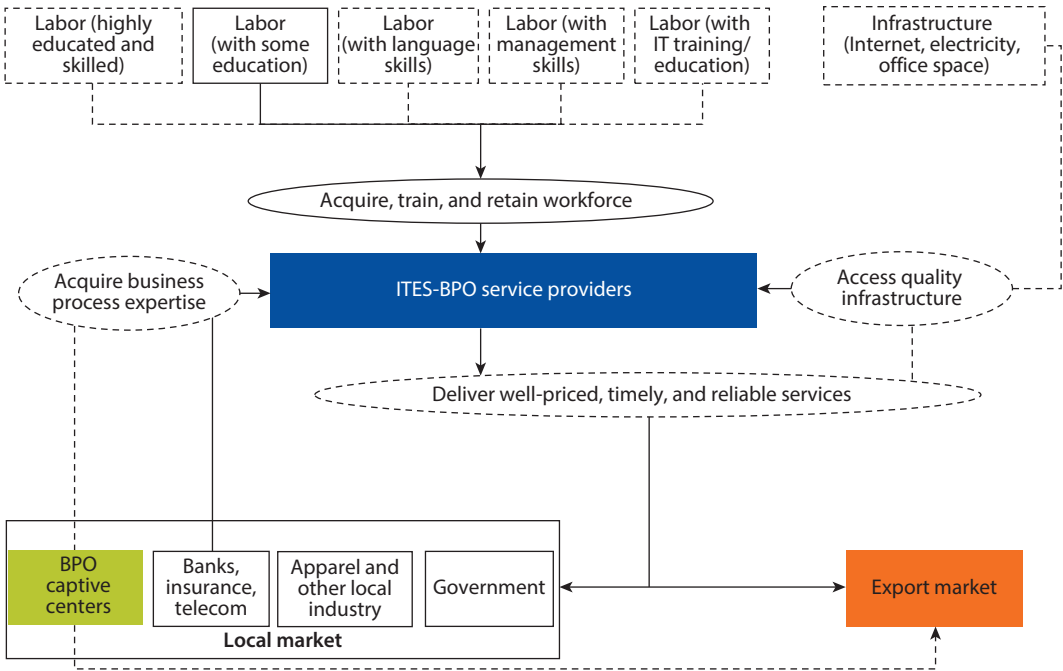 Labor (highly
educated and
skilled)
Labor
(with some
education)
Labor
(with language
skills)
Labor
(with management
skills)
Labor (with
IT training/
education)
Infrastructure
(Internet, electricity,
office space)
Acquire, train, and retain workforce
Acquire business
process expertise
ITES-BPO service providers
Access quality
infrastructure
Deliver well-priced, timely, and reliable services
BPO
captive
centers
Banks,
insurance,
telecom
Apparel and
other local
industry
Government
Local market
Export market